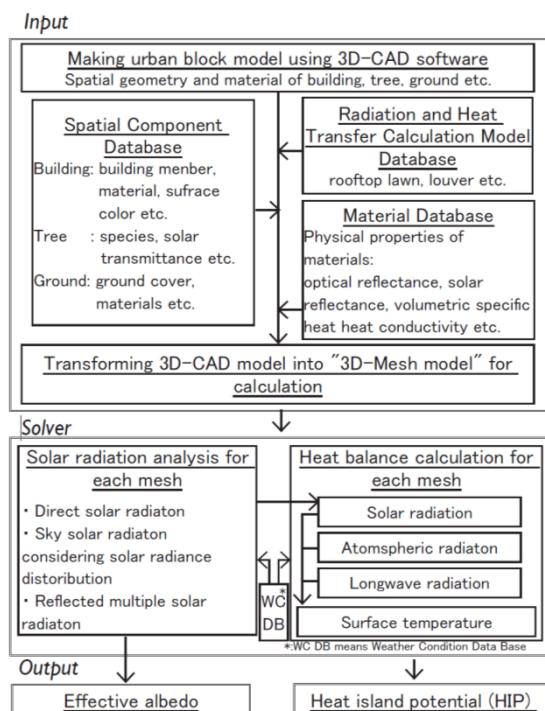 Input
Making urban block model using 3D-CAD software
Spatial geometry and material of building, tree, ground etc.
Spatial Component
Database
Building: building menber,
material, sufrace
color etc.
Tree : species, solar
transmittance etc.
Ground: ground cover,
materials etc.
Radiation and Heat
Transfer Calculation Model
Database
rooftop lawn, louver etc.
Material Database
Physical properties of
materials:
optical reflectance, solar
reflectance, volumetric specific
heat heat conductivity etc.
Transforming 3D-CAD model into "3D-Mesh model" for
calculation
Solver
Solar radiation analysis for
each mesh
・Direct solar radiaton
・Sky solar radiaton
considering solar radiance
distoribution
・Reflected multiple solar
radiaton
WC*
DB
Heat balance calculation for
each mesh
Solar radiation
Atomspheric radiaton
Longwave radiation
Surface temperature
*:WC DB means Weather Condition Data Base
Output
Effective albedo
Heat island potential (HIP)